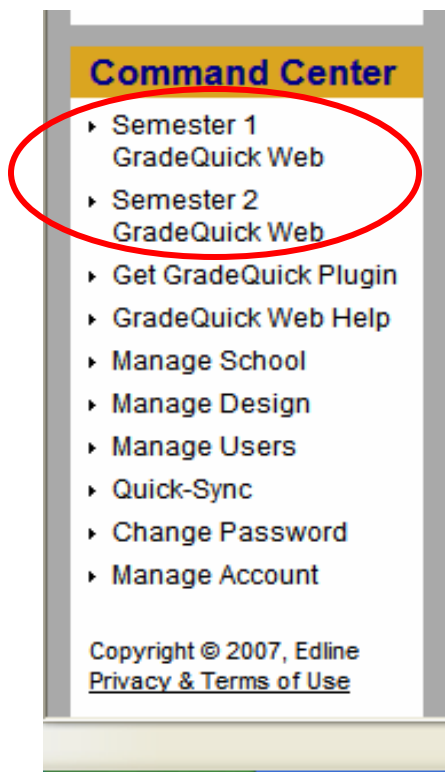 Command Center
Semester 1
GradeQuick Web
Semester 2
GradeQuick Web
Get GradeQuick Plugin
GradeQuick Web Help
Manage School
Manage Design
Manage Users
Quick-Sync
Change Password
Manage Account
Copyright © 2007, Edline
Privacy & Terms of Use